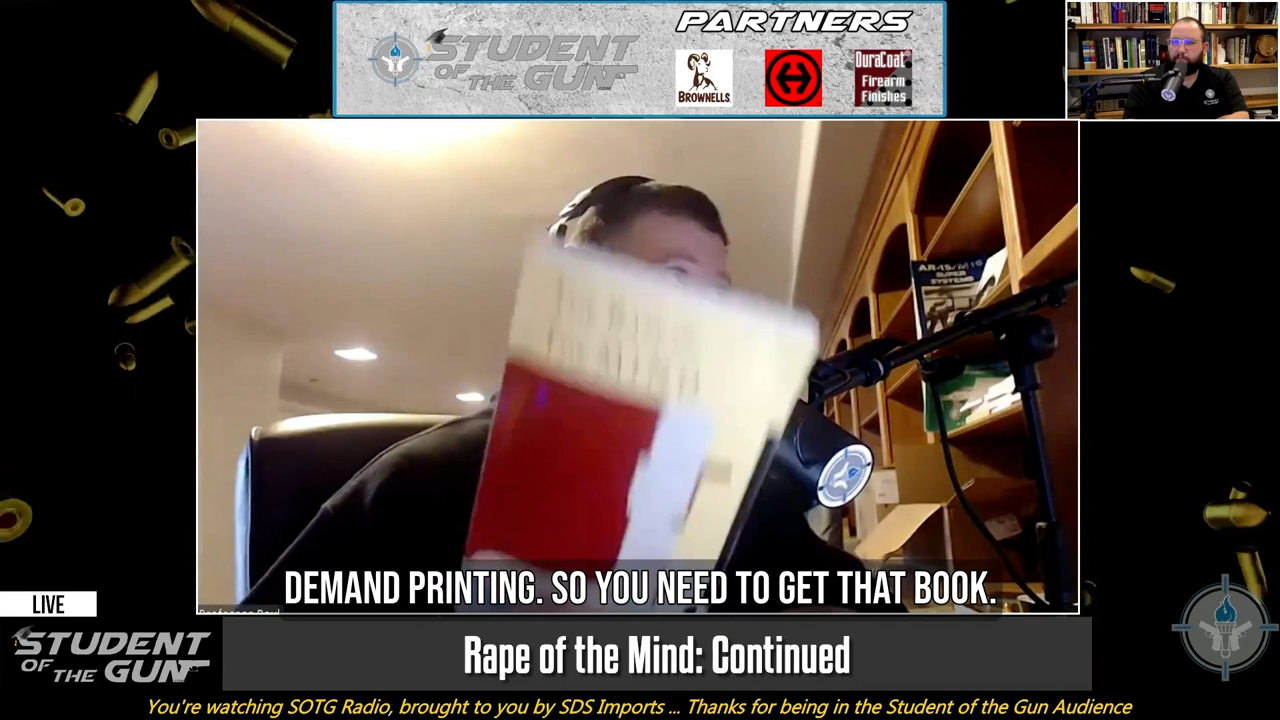 PARTNERS
STUDENT
OF THE GUN
BROWNELLS
DuraCoat®
Firearm
Finishes
AR-15/M16
SUPER
SYSTEMS
DEMAND PRINTING. SO YOU NEED TO GET THAT BOOK.
LIVE
Rape of the Mind: Continued
STUDENT
OF THE GUN
You're watching SOTG Radio, brought to you by SDS Imports ... Thanks for being in the Student of the Gun Audience